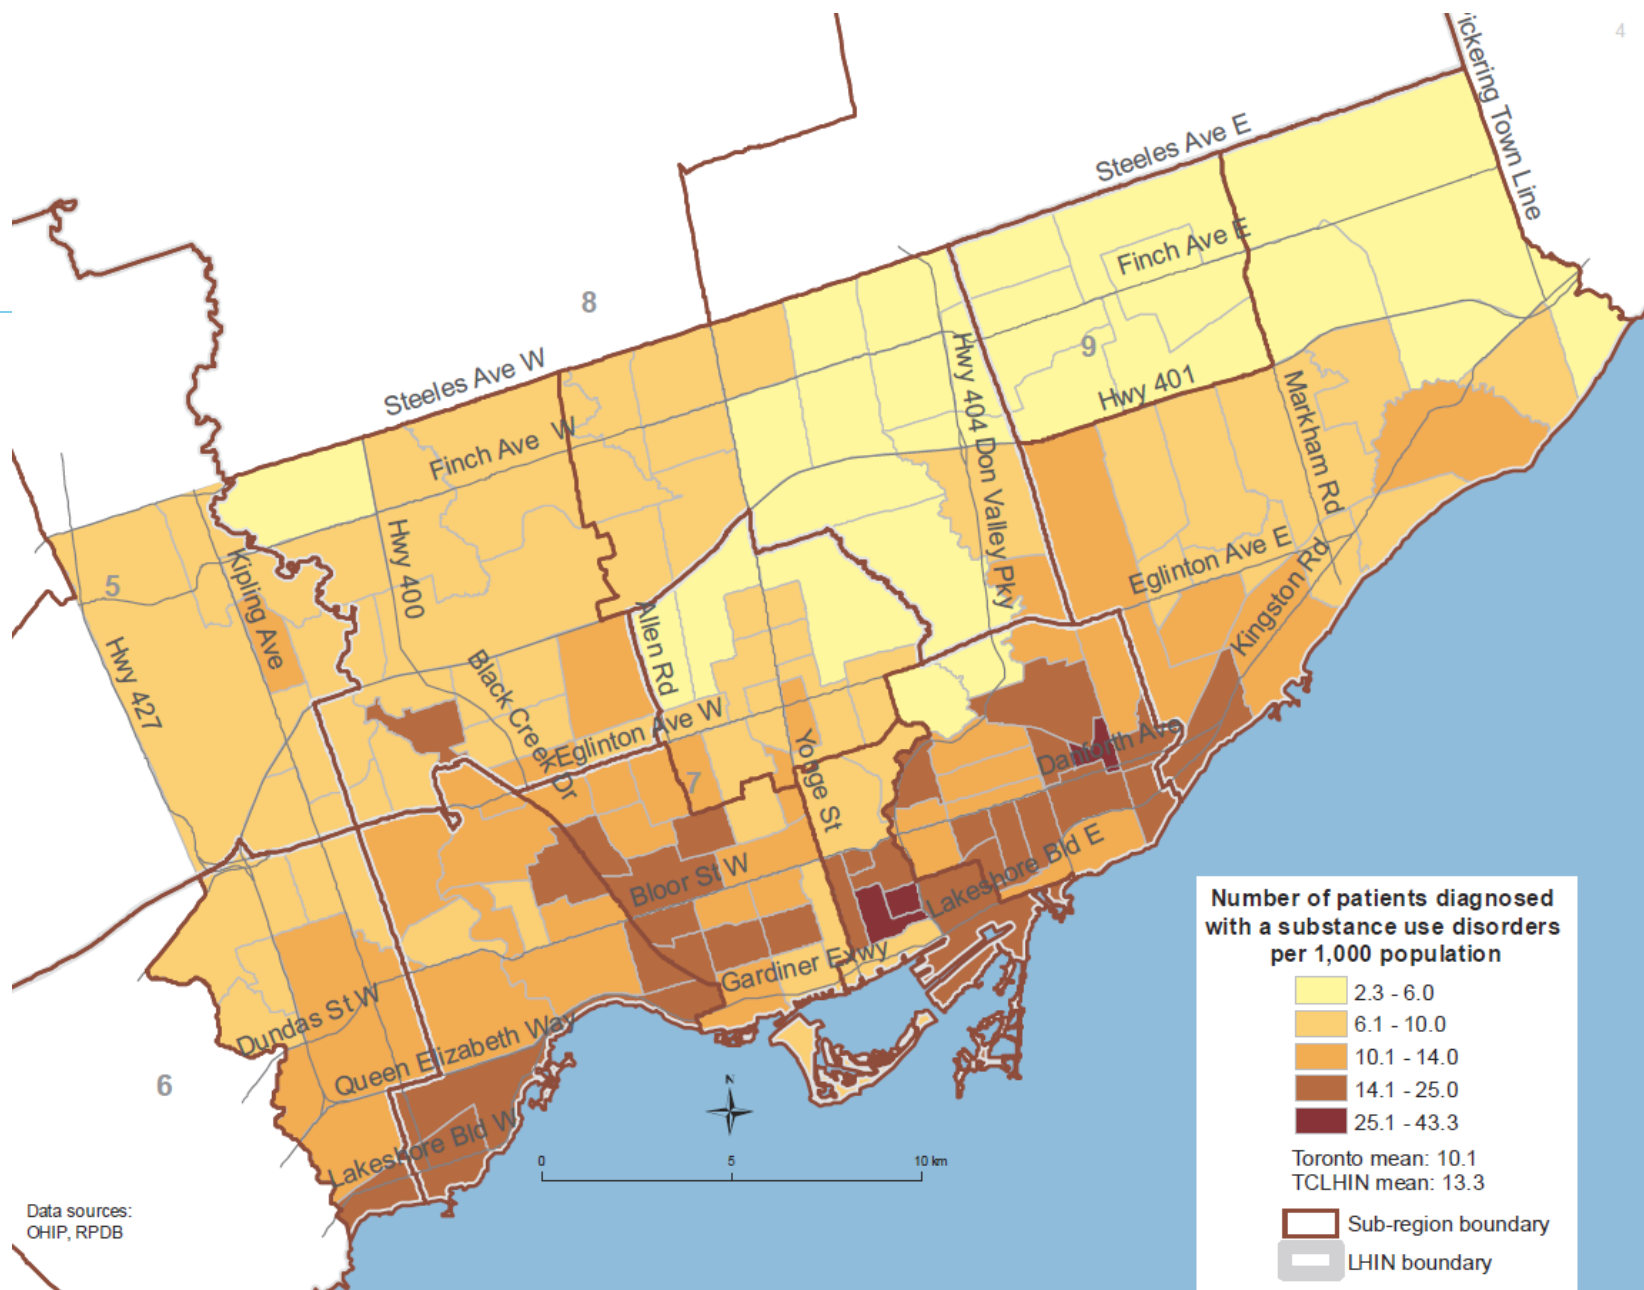 4
Pickering Town Line
Steeles Ave E
Finch Ave E
8
9
Hwy 404
Hwy 401
Steeles Ave W
Finch Ave W
Don Valley Pky
Markham Rd
5
Kipling Ave
Hwy 400
Eglinton Ave E
Kingston Rd
Hwy 427
Black Creek Dr
Allen Rd
Eglinton Ave W
Yonge St
7
Danforth Ave
Bloor St W
Lakeshore Bld E
Gardiner Exwy
Dundas St W
Queen Elizabeth Way
6
Lakeshore Bld W
N
0 5 10 km
Data sources:
OHIP, RPDB
Number of patients diagnosed
with a substance use disorders
per 1,000 population
2.3 - 6.0
6.1 - 10.0
10.1 - 14.0
14.1 - 25.0
25.1 - 43.3
Toronto mean: 10.1
TCLHIN mean: 13.3
Sub-region boundary
LHIN boundary